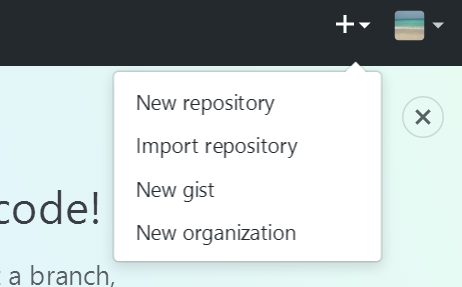 New repository
Import repository
New gist
New organization
code!
a branch,